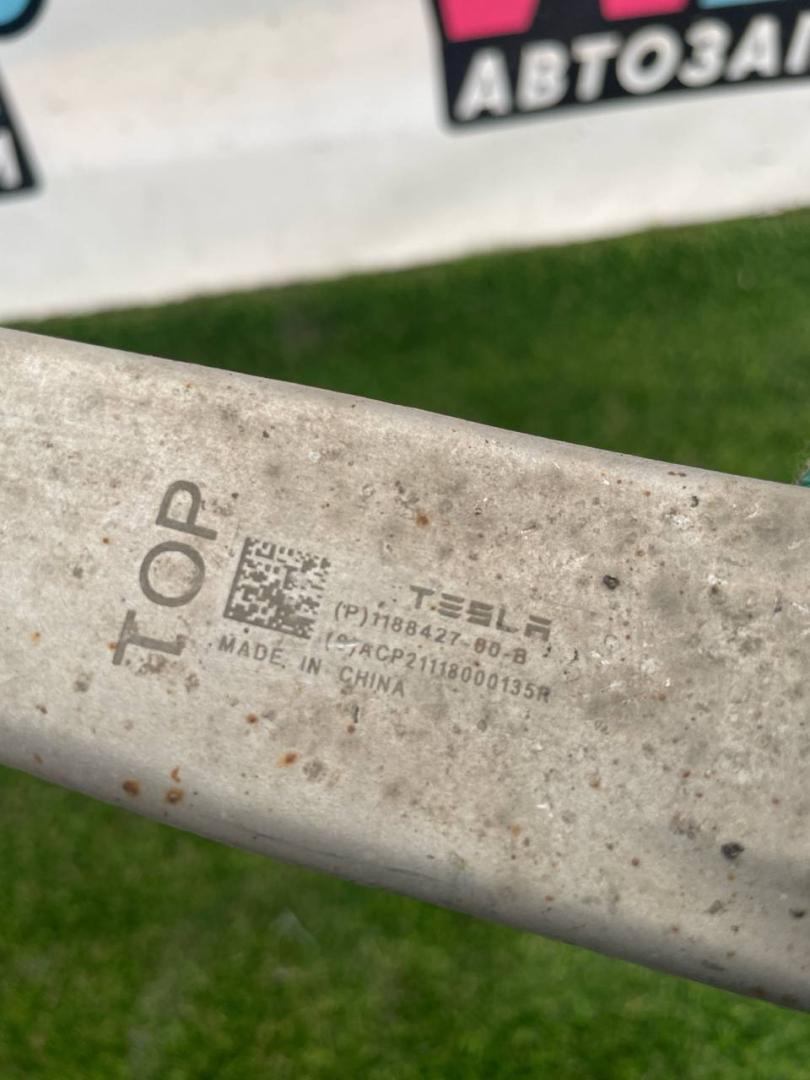 АВТОЗАП
TOP
TESLA
(P)1188427-00-B
(S)ACP21118000135R
MADE IN CHINA